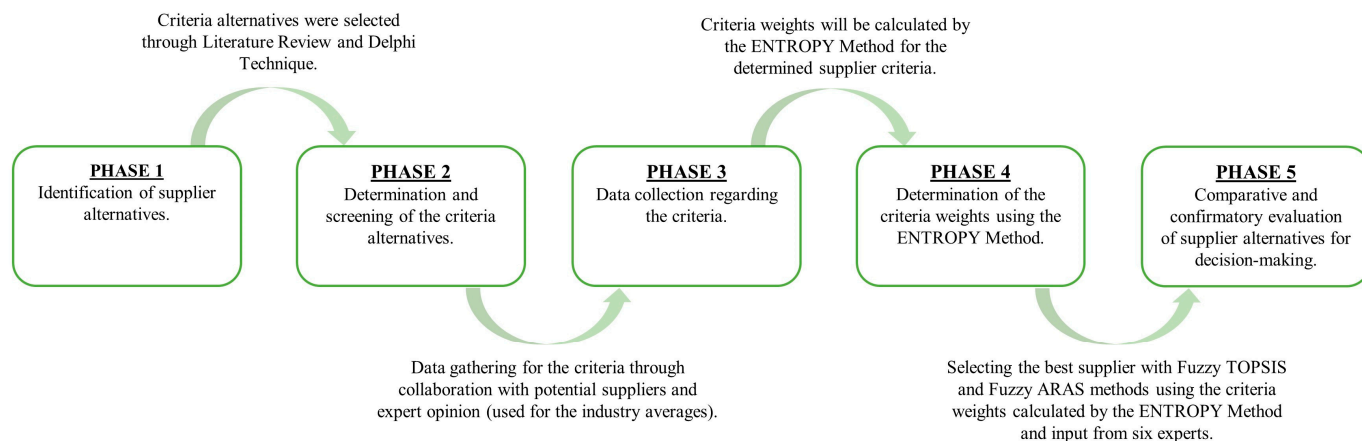 Criteria alternatives were selected
through Literature Review and Delphi
Technique.
Criteria weights will be calculated by
the ENTROPY Method for the
determined supplier criteria.
PHASE 1
Identification of supplier
alternatives.
PHASE 2
Determination and
screening of the criteria
alternatives.
PHASE 3
Data collection regarding
the criteria.
PHASE 4
Determination of the
criteria weights using the
ENTROPY Method.
PHASE 5
Comparative and
confirmatory evaluation
of supplier alternatives for
decision-making.
Data gathering for the criteria through
collaboration with potential suppliers and
expert opinion (used for the industry averages).
Selecting the best supplier with Fuzzy TOPSIS
and Fuzzy ARAS methods using the criteria
weights calculated by the ENTROPY Method
and input from six experts.